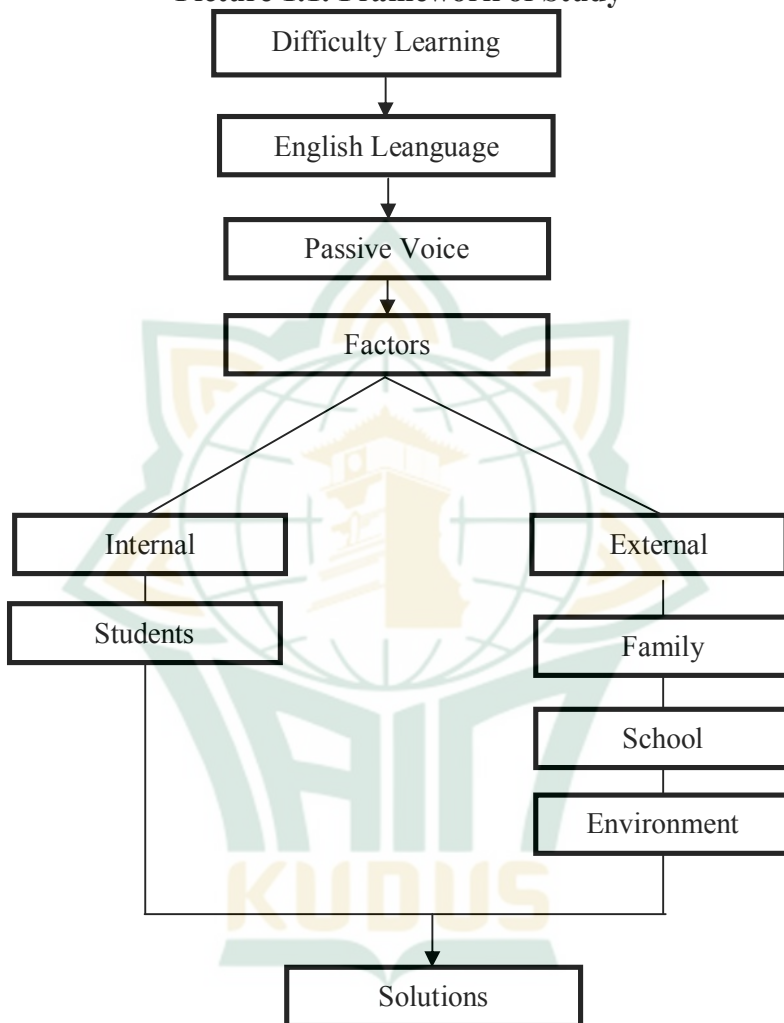 Picture 1.1. Framework of Study
Difficulty Learning
English Leanguage
Passive Voice
Factors
Internal
External
Students
Family
School
Environment
Solutions
IAIN
KUDUS